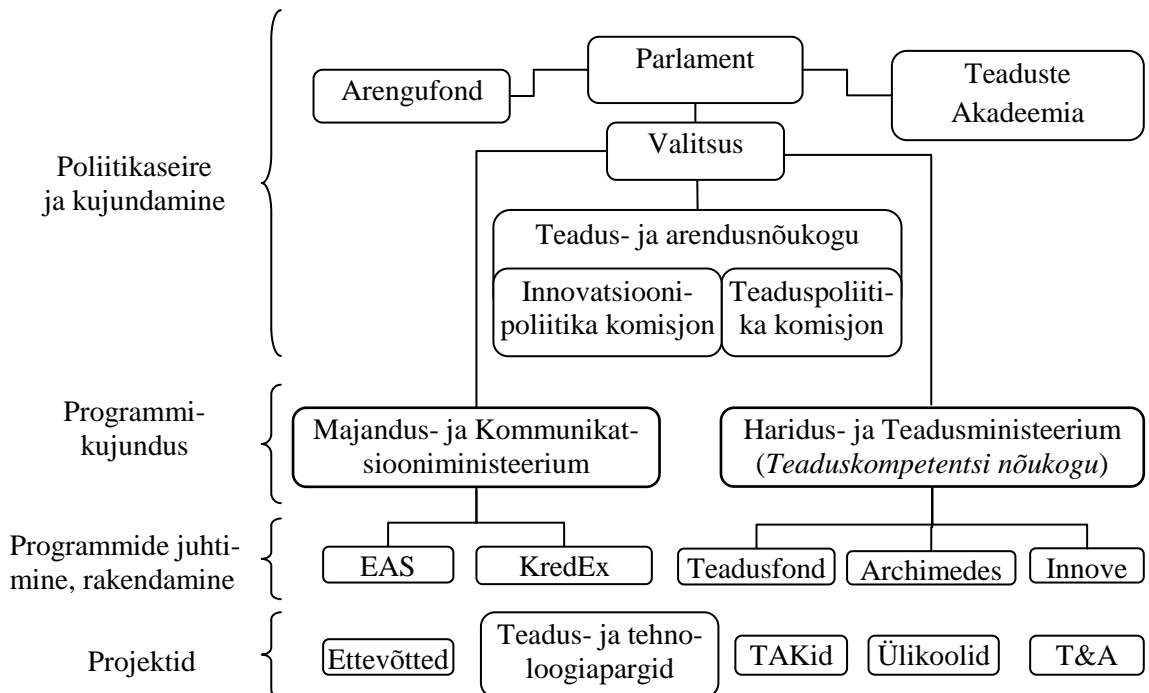 Parlament
Arengufond
Teaduste
Akadeemia
Valitsus
Poliitikaseire
ja kujundamine
Teadus- ja arendusnõukogu
Innovatsiooni-
poliitika komisjon
Teaduspoliiti-
ka komisjon
Programmi-
kujundus
Majandus- ja Kommunikat-
siooniministeerium
Haridus- ja Teadusministeerium
(Teaduskompetentsi nõukogu)
Programmide juhti-
mine, rakendamine
EAS
KredEx
Teadusfond
Archimedes
Innove
Projektid
Ettevõtted
Teadus- ja tehno-
loogiapargid
TAKid
Ülikoolid
T&A